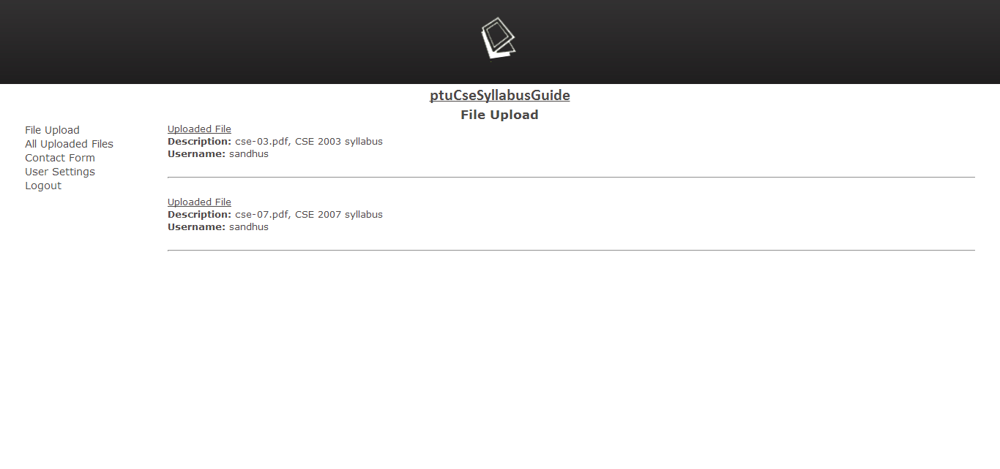 ptuCseSyllabusGuide
File Upload
File Upload
All Uploaded Files
Contact Form
User Settings
Logout
Uploaded File
Description: cse-03.pdf, CSE 2003 syllabus
Username: sandhus
Uploaded File
Description: cse-07.pdf, CSE 2007 syllabus
Username: sandhus